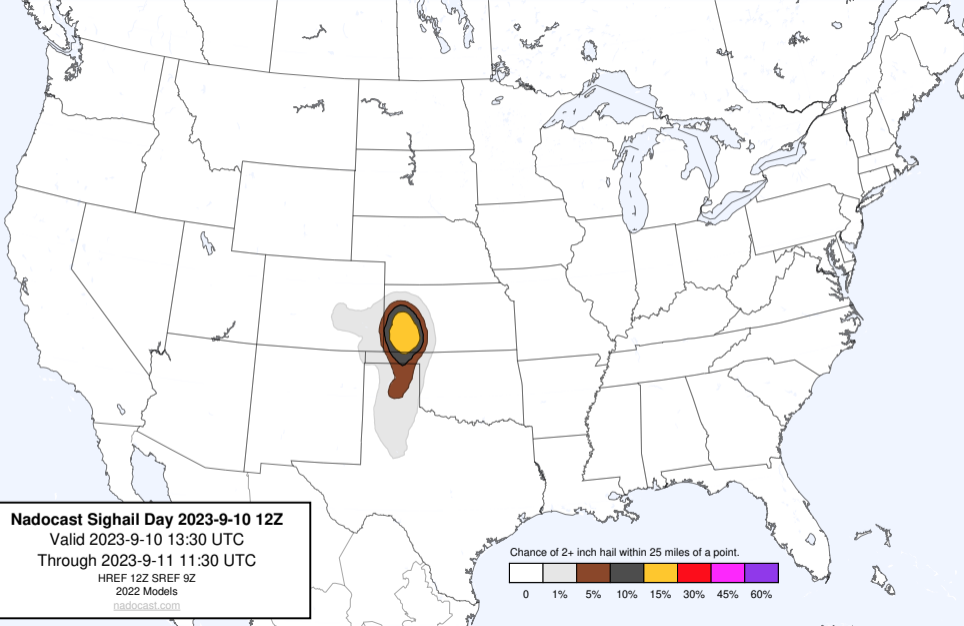 Nadocast Sighail Day 2023-9-10 12Z
Valid 2023-9-10 13:30 UTC
Through 2023-9-11 11:30 UTC
HREF 12Z SREF 9Z
2022 Models
nadocast.com
Chance of 2+ inch hail within 25 miles of a point.
0 1% 5% 10% 15% 30% 45% 60%